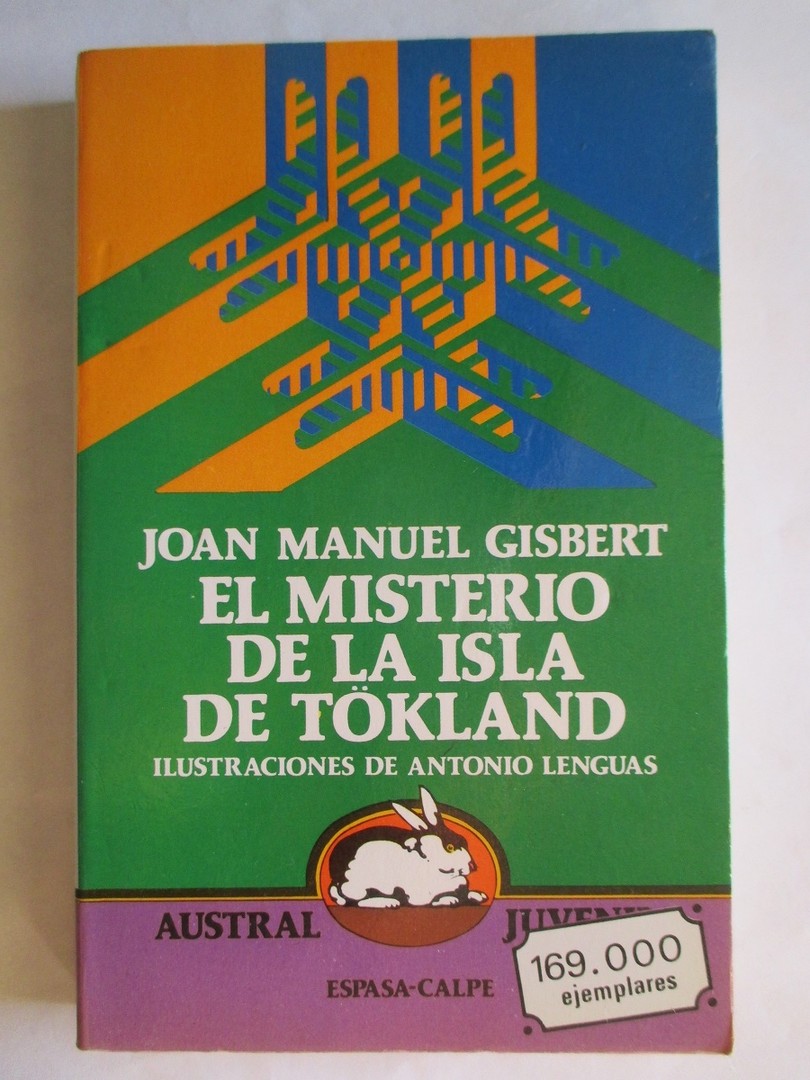 JOAN MANUEL GISBERT
EL MISTERIO
DE LA ISLA
DE TÖKLAND
ILUSTRACIONES DE ANTONIO LENGUAS
AUSTRAL
ESPASA-CALPE
169.000
ejemplares